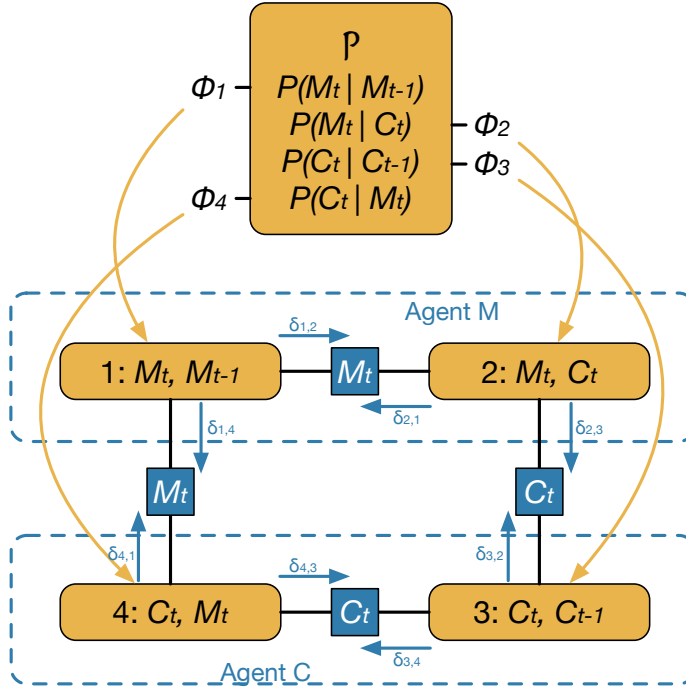 𝔓
Φ1
P(Mt | Mt-1)
P(Mt | Ct)
Φ2
P(Ct | Ct-1)
Φ3
Φ4
P(Ct | Mt)
Agent M
δ1,2
1: Mt, Mt-1
Mt
2: Mt, Ct
δ2,1
δ1,4
δ2,3
Mt
Ct
δ4,1
δ3,2
δ4,3
4: Ct, Mt
Ct
3: Ct, Ct-1
δ3,4
Agent C